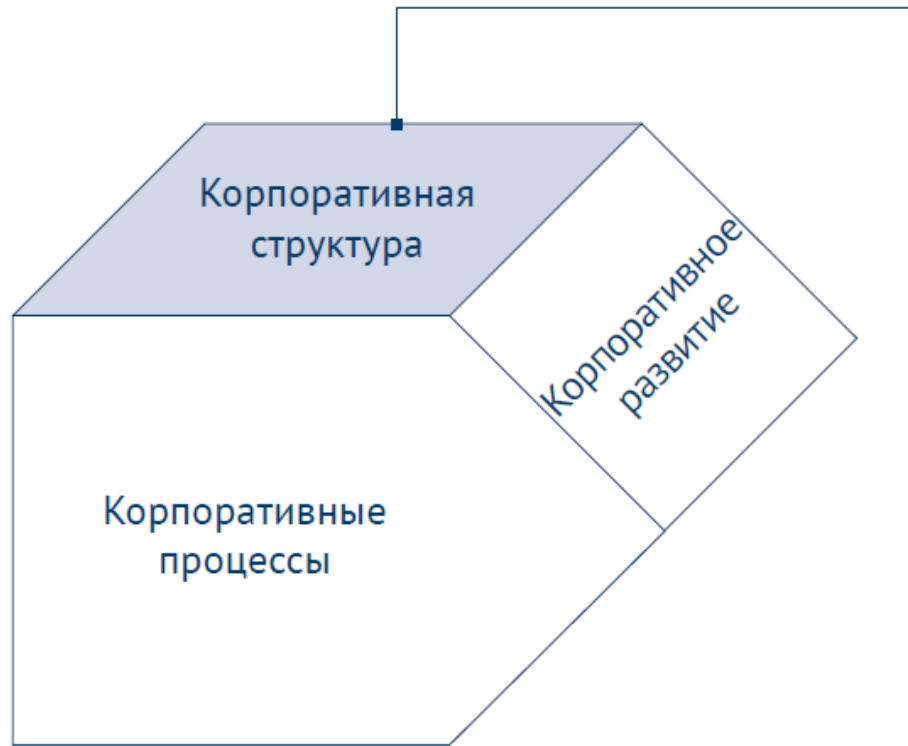 Корпоративная
структура
Корпоративное
развитие
Корпоративные
процессы